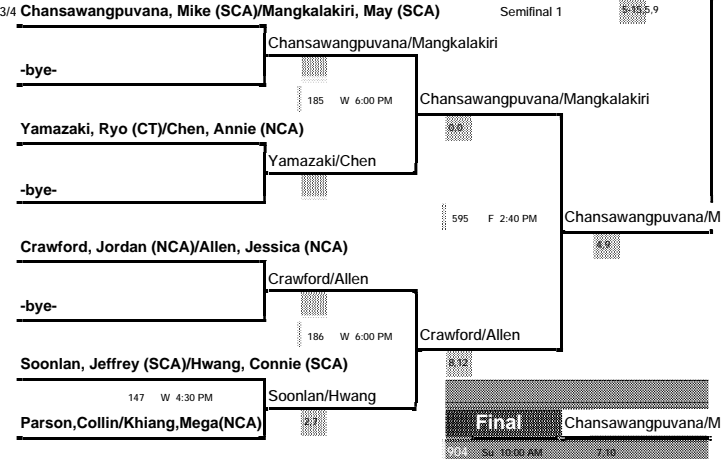 3/4 Chansawangpuvana, Mike (SCA)/Mangkalakiri, May (SCA)
Semifinal 1
5-15,5,9
Chansawangpuvana/Mangkalakiri
-bye-
185 W 6:00 PM
Chansawangpuvana/Mangkalakiri
Yamazaki, Ryo (CT)/Chen, Annie (NCA)
0,0
Yamazaki/Chen
-bye-
595 F 2:40 PM
Chansawangpuvana/M
Crawford, Jordan (NCA)/Allen, Jessica (NCA)
4,9
Crawford/Allen
-bye-
186 W 6:00 PM
Crawford/Allen
Soonlan, Jeffrey (SCA)/Hwang, Connie (SCA)
8,12
147 W 4:30 PM
Soonlan/Hwang
Parson,Collin/Khiang,Mega(NCA)
2,7
Final
Chansawangpuvana/M
904 Su 10:00 AM 7,10